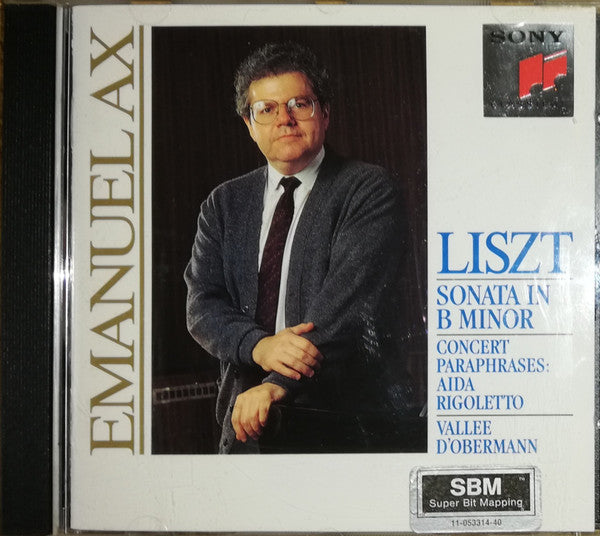 EMANUEL AX
SONY
CLASSICAL
LISZT
SONATA IN
B MINOR
CONCERT
PARAPHRASES:
AIDA
RIGOLETTO
VALLEE
D'OBERMANN
SBM
Super Bit Mapping
11-053314-40